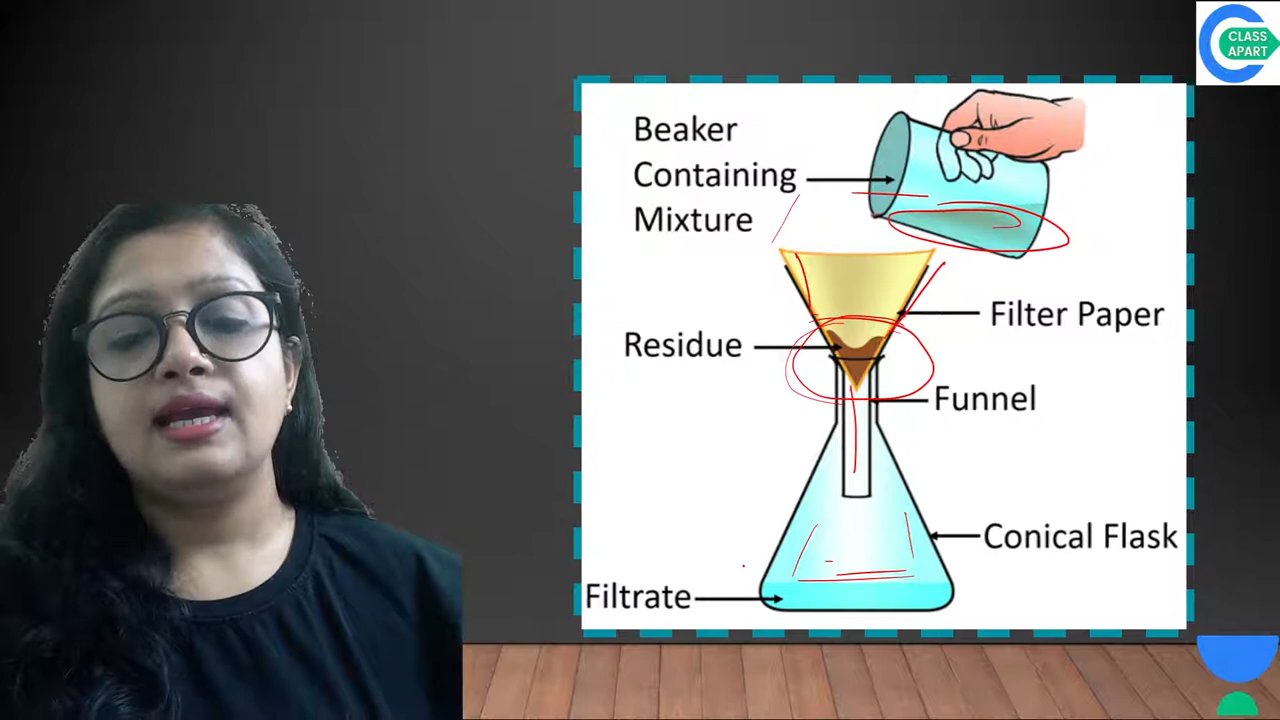 CLASS
APART
Beaker
Containing
Mixture
Filter Paper
Residue
Funnel
Conical Flask
Filtrate